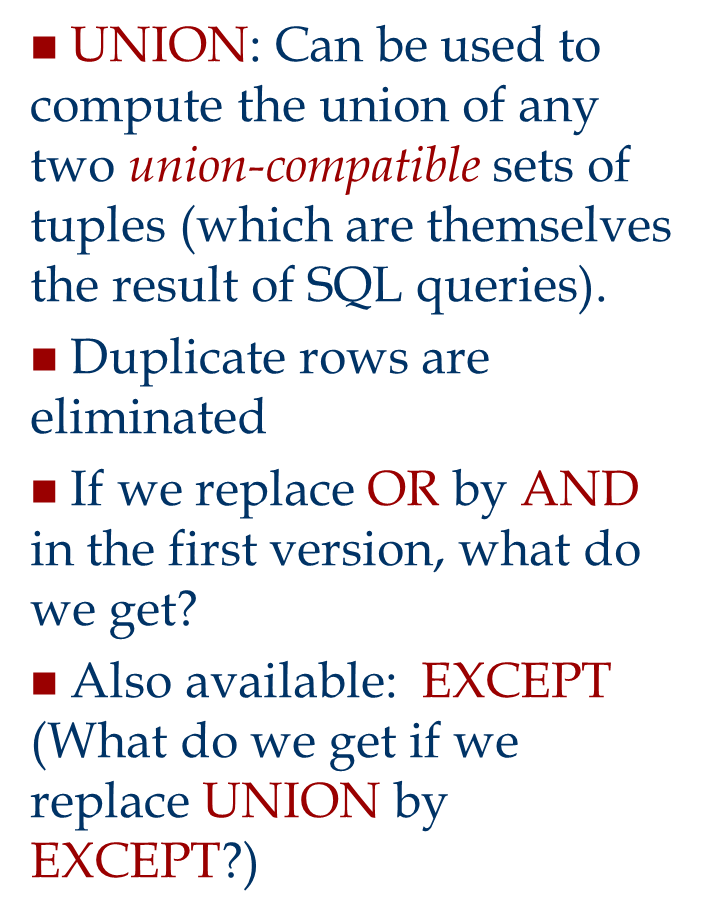 ■ UNION: Can be used to
compute the union of any
two union-compatible sets of
tuples (which are themselves
the result of SQL queries).
■ Duplicate rows are
eliminated
■ If we replace OR by AND
in the first version, what do
we get?
■ Also available: EXCEPT
(What do we get if we
replace UNION by
EXCEPT?)